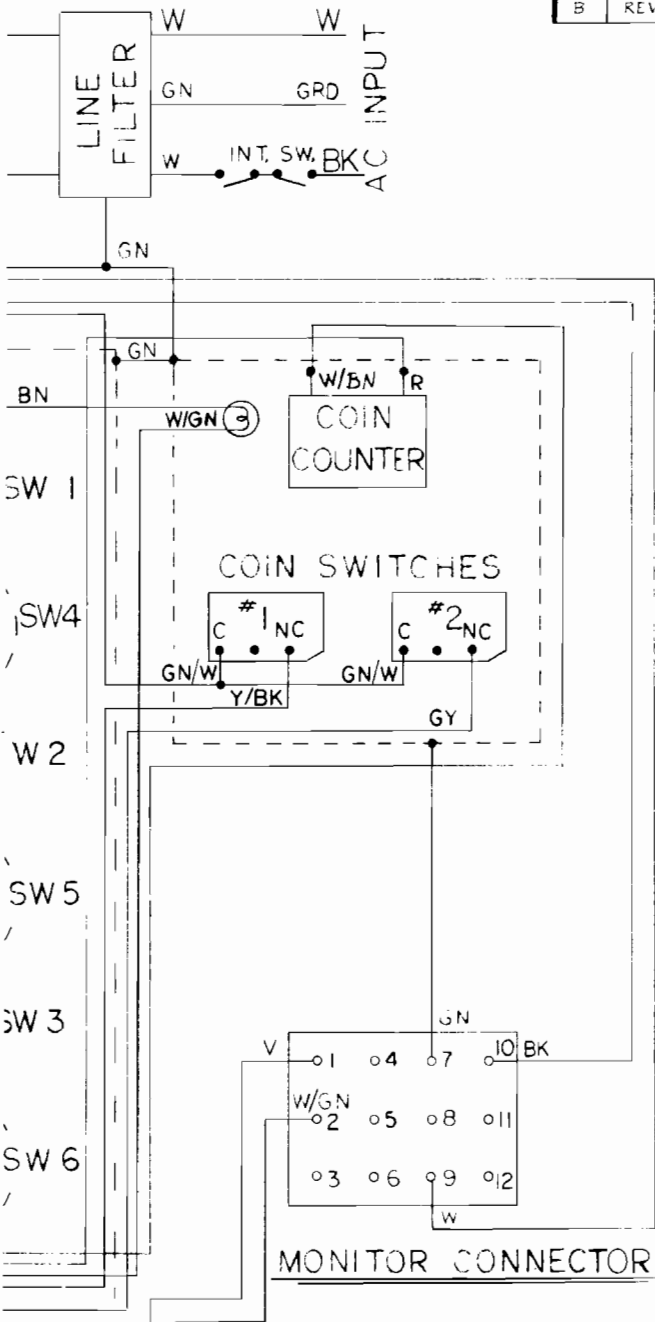 B REV
W W
LINE FILTER
GN GRD
AC INPUT
W INT. SW. BK
GN
GN
W/BN R
BN
W/GN
COIN
COUNTER
SW 1
COIN SWITCHES
#1 #2
SW4
C NC C NC
GN/W GN/W
Y/BK
GY
W 2
SW 5
SW 3
GN
V 1 4 7 10 BK
W/GN
2 5 8 11
SW 6
3 6 9 12
W
MONITOR CONNECTOR